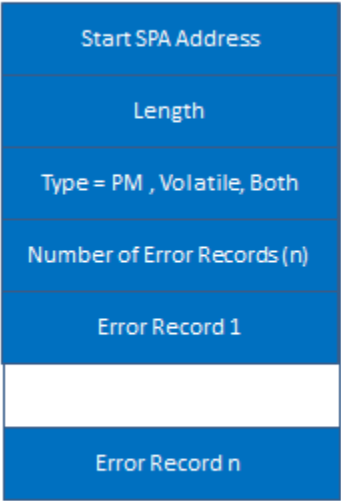 Start SPA Address
Length
Type = PM , Volatile, Both
Number of Error Records (n)
Error Record 1
Error Record n